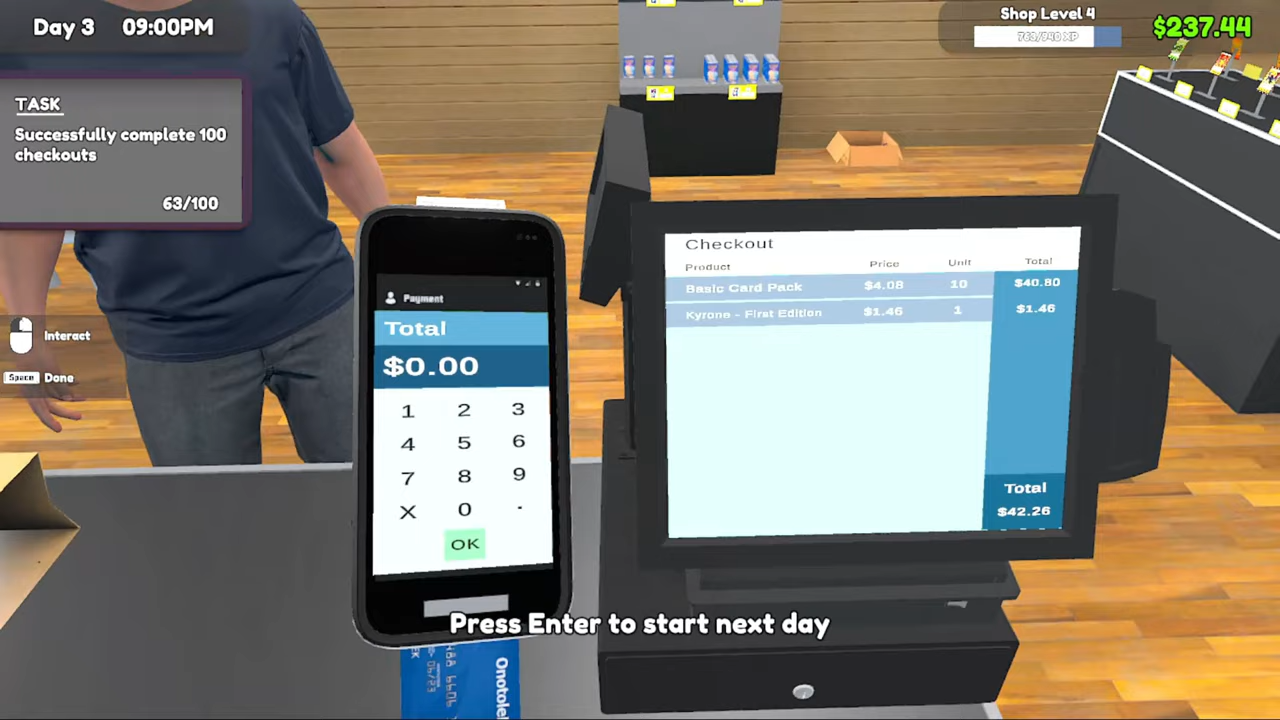 Day 3 09:00PM
Shop Level 4
$237.44
TASK
Successfully complete 100
checkouts
63/100
Interact
Space Done
Payment
Total
$0.00
1 2 3
4 5 6
7 8 9
X 0 .
OK
Checkout
Product Price Unit Total
Basic Card Pack $4.08 10 $40.80
Kyrone - First Edition $1.46 1 $1.46
Total
$42.26
Press Enter to start next day